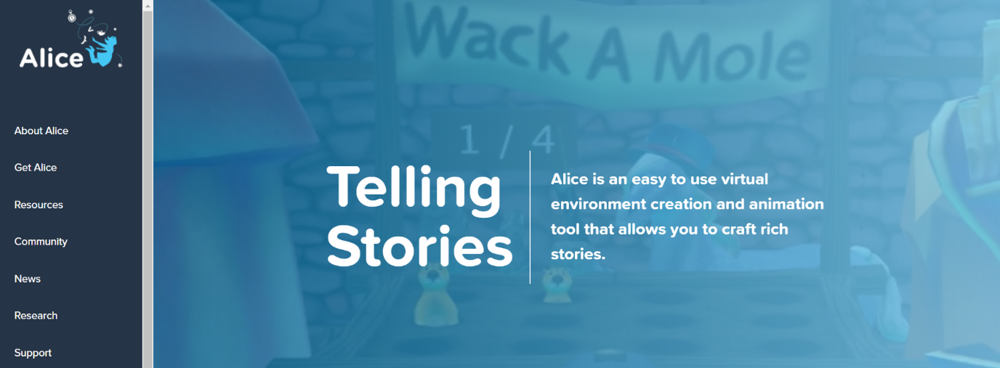 Alice
About Alice
Get Alice
Resources
Community
News
Research
Support
Wack A Mole
1 / 4
Telling
Stories
Alice is an easy to use virtual
environment creation and animation
tool that allows you to craft rich
stories.